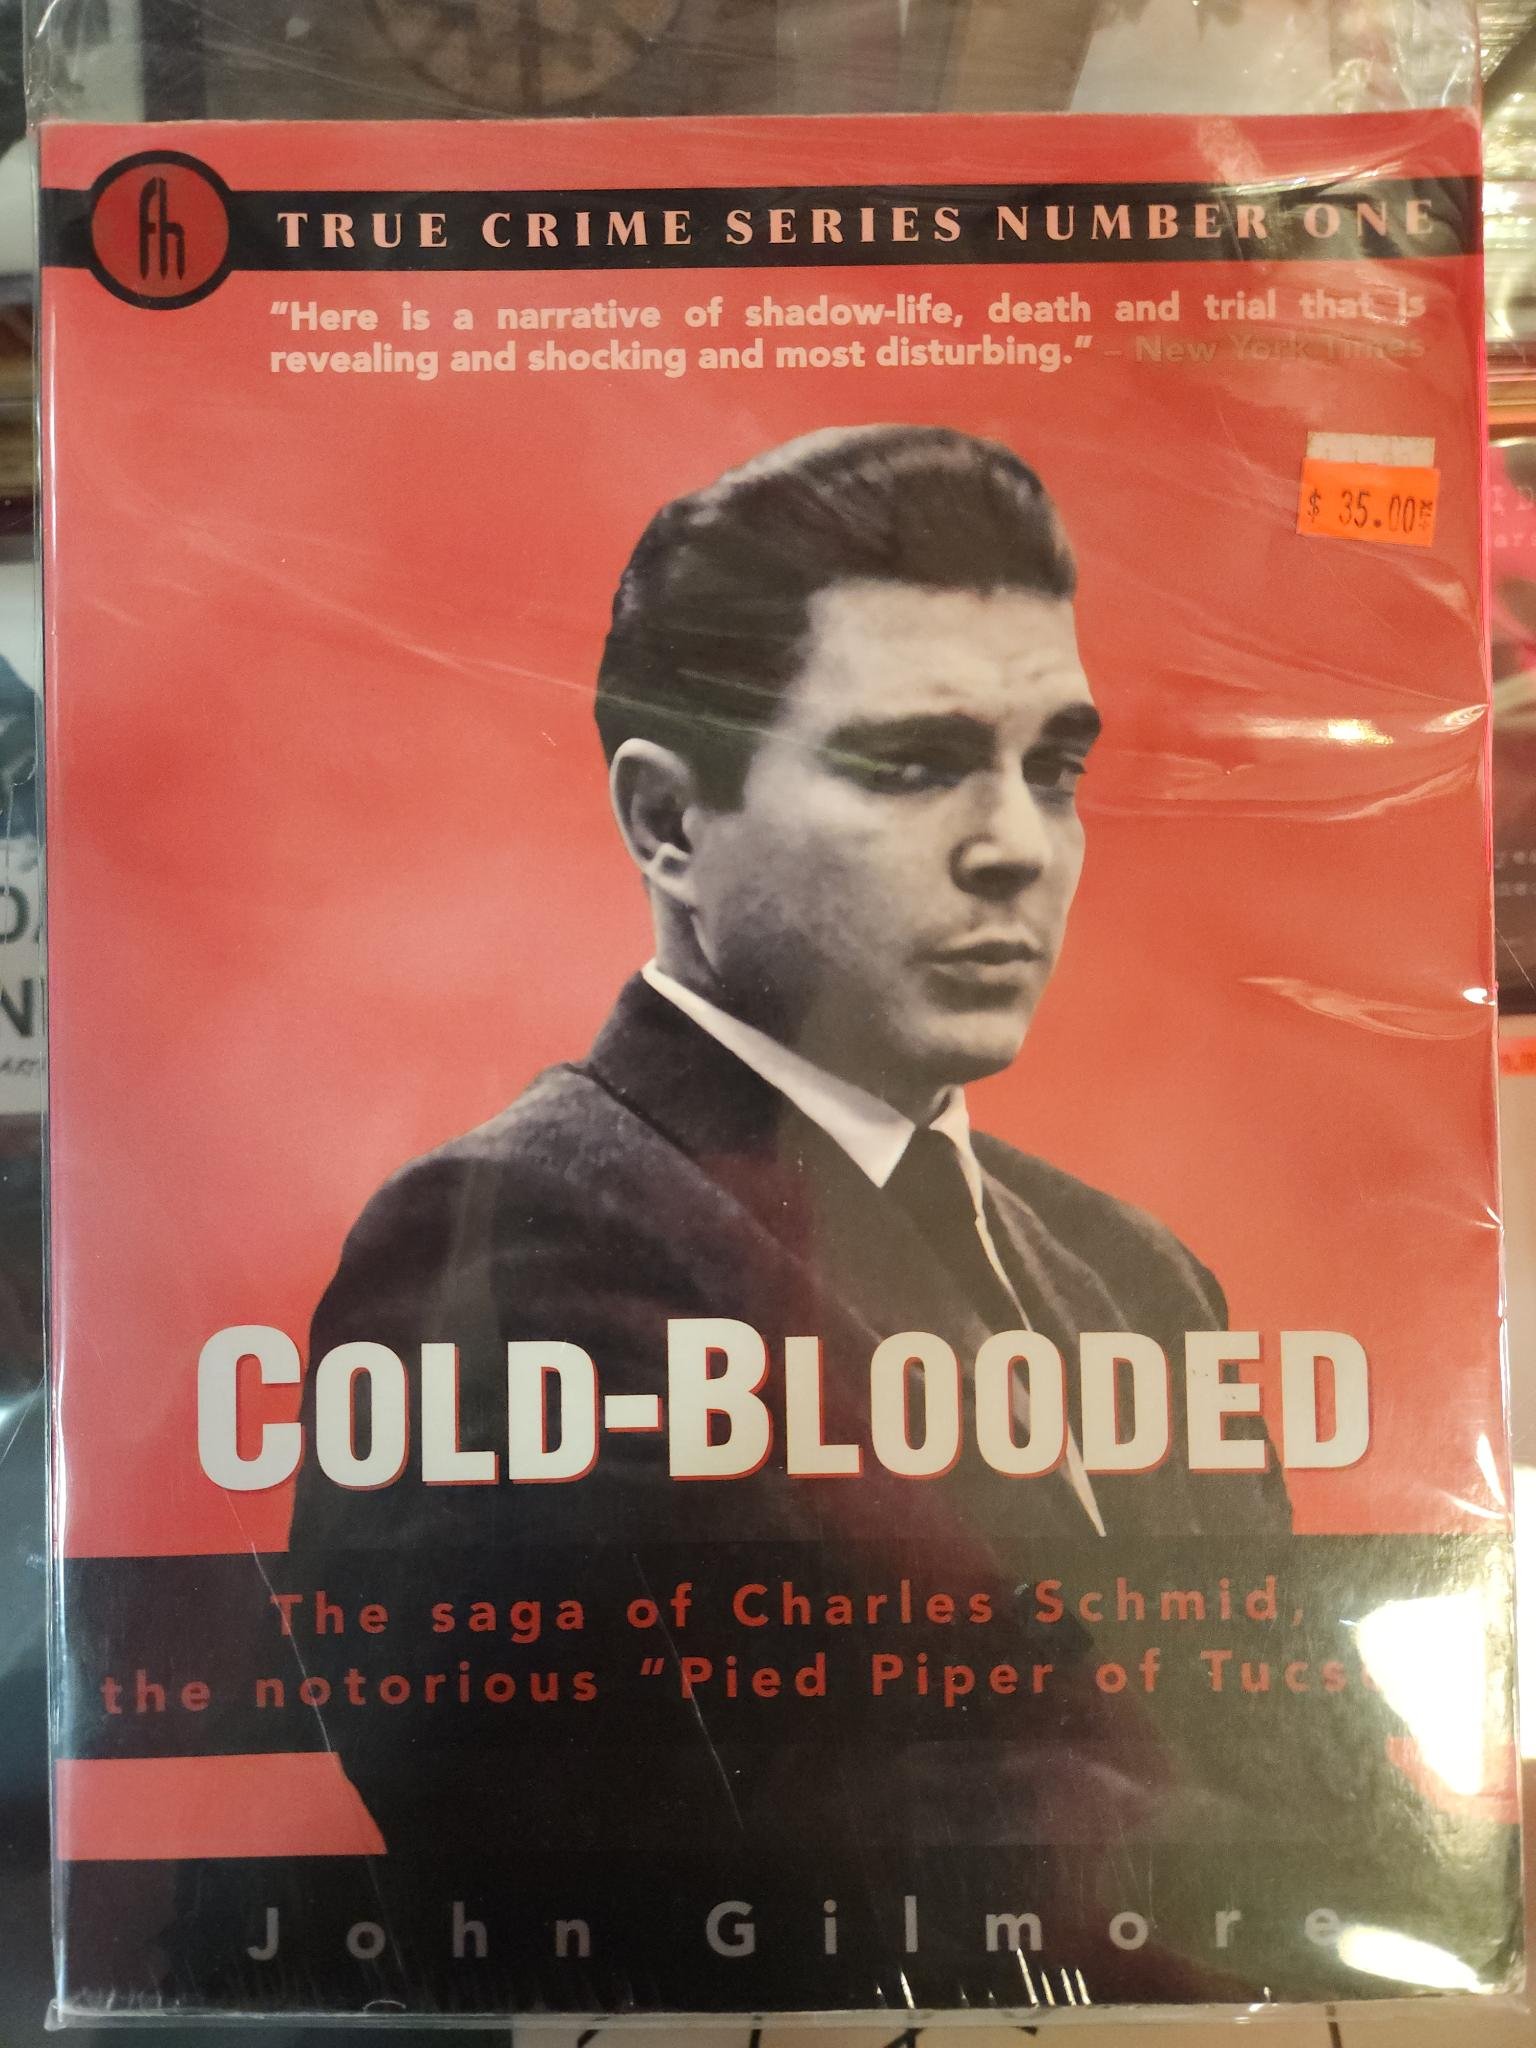 fh
TRUE CRIME SERIES NUMBER ONE
"Here is a narrative of shadow-life, death and trial that is
revealing and shocking and most disturbing." – New York Times
$ 35.00
COLD-BLOODED
The saga of Charles Schmid,
the notorious "Pied Piper of
John Gilmore